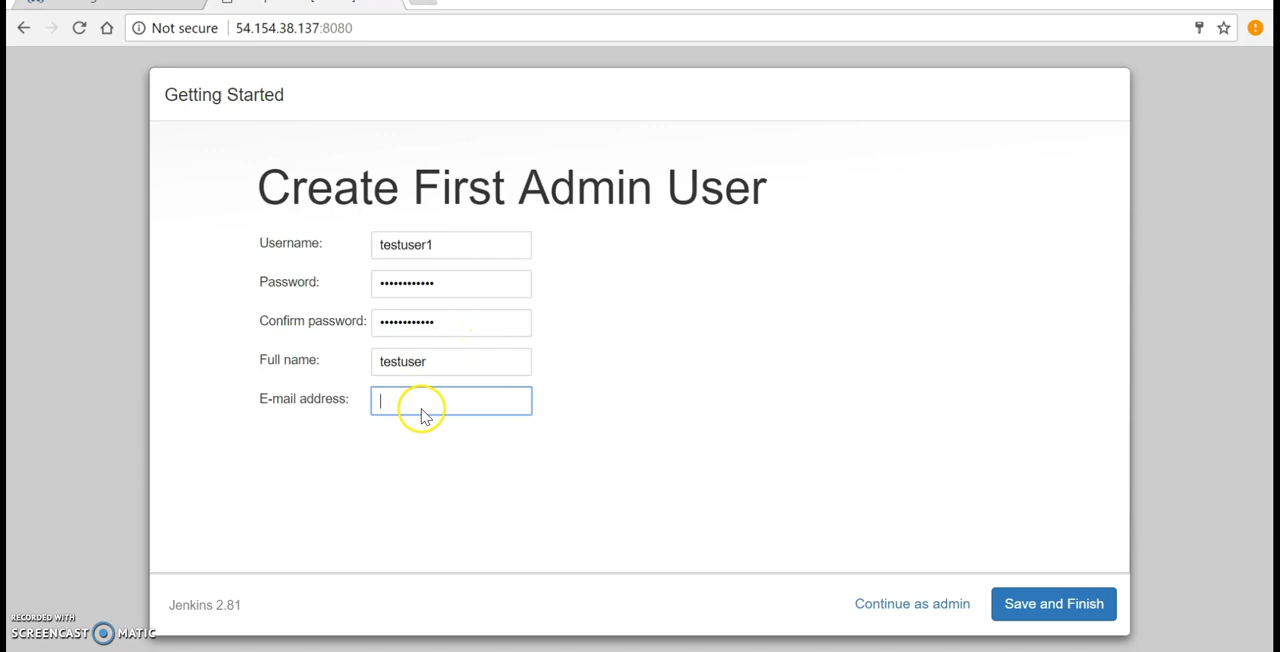 Not secure 54.154.38.137:8080
Getting Started
Create First Admin User
Username: testuser1
Password: ••••••••••••
Confirm password: ••••••••••••
Full name: testuser
E-mail address:
Jenkins 2.81 Continue as admin Save and Finish
RECORDED WITH
SCREENCAST MATIC